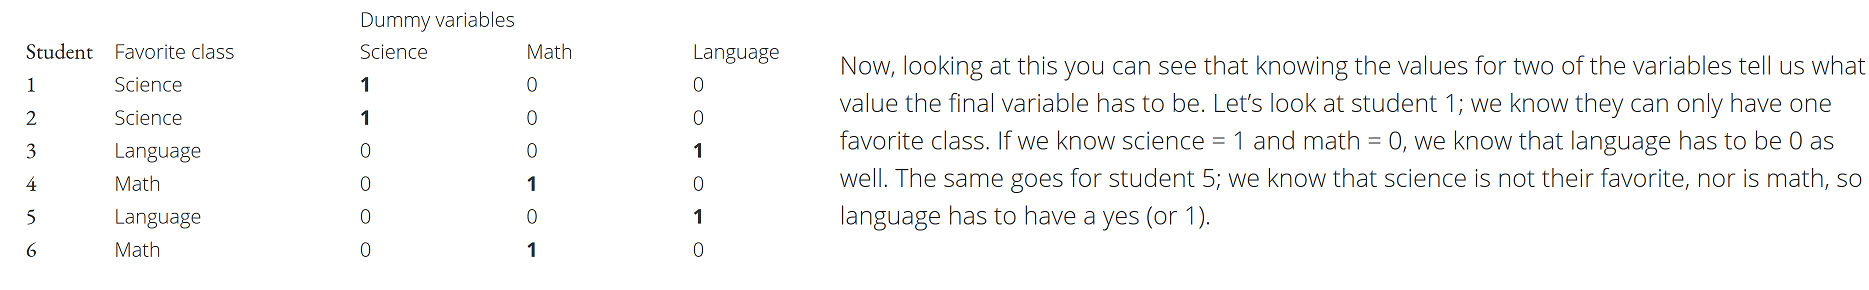 Dummy variables
Student Favorite class Science Math Language
1 Science 1 0 0
2 Science 1 0 0
3 Language 0 0 1
4 Math 0 1 0
5 Language 0 0 1
6 Math 0 1 0
Now, looking at this you can see that knowing the values for two of the variables tell us what
value the final variable has to be. Let’s look at student 1; we know they can only have one
favorite class. If we know science = 1 and math = 0, we know that language has to be 0 as
well. The same goes for student 5; we know that science is not their favorite, nor is math, so
language has to have a yes (or 1).